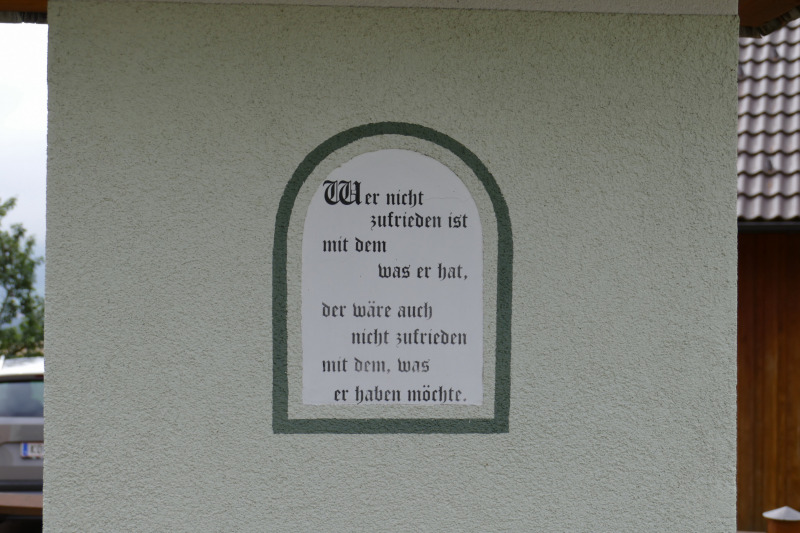 Wer nicht
zufrieden ist
mit dem
was er hat,
der wäre auch
nicht zufrieden
mit dem, was
er haben möchte.